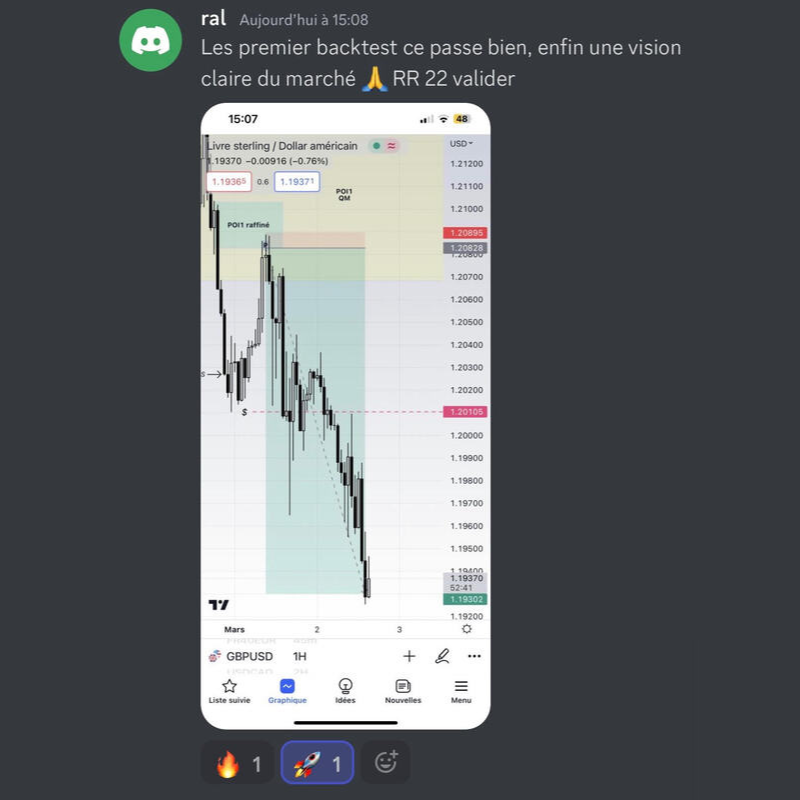 ral Aujourd'hui à 15:08
Les premier backtest ce passe bien, enfin une vision
claire du marché 🙏 RR 22 valider
15:07
48
Livre sterling / Dollar américain
USD
1.19370 −0.00916 (−0.76%)
1.19365 0.6 1.19371
POI1
QM
POI1 raffiné
1.21200
1.21100
1.21000
1.20895
1.20828
1.20800
1.20700
1.20600
1.20500
1.20400
1.20300
1.20200
1.20105
1.20000
1.19900
1.19800
1.19700
1.19600
1.19500
1.19400
1.19370
52:41
1.19302
1.19200
s
$
Mars 2 3
GBPUSD 1H
USDCAD
Liste suivie Graphique Idées Nouvelles Menu
🔥 1 🚀 1